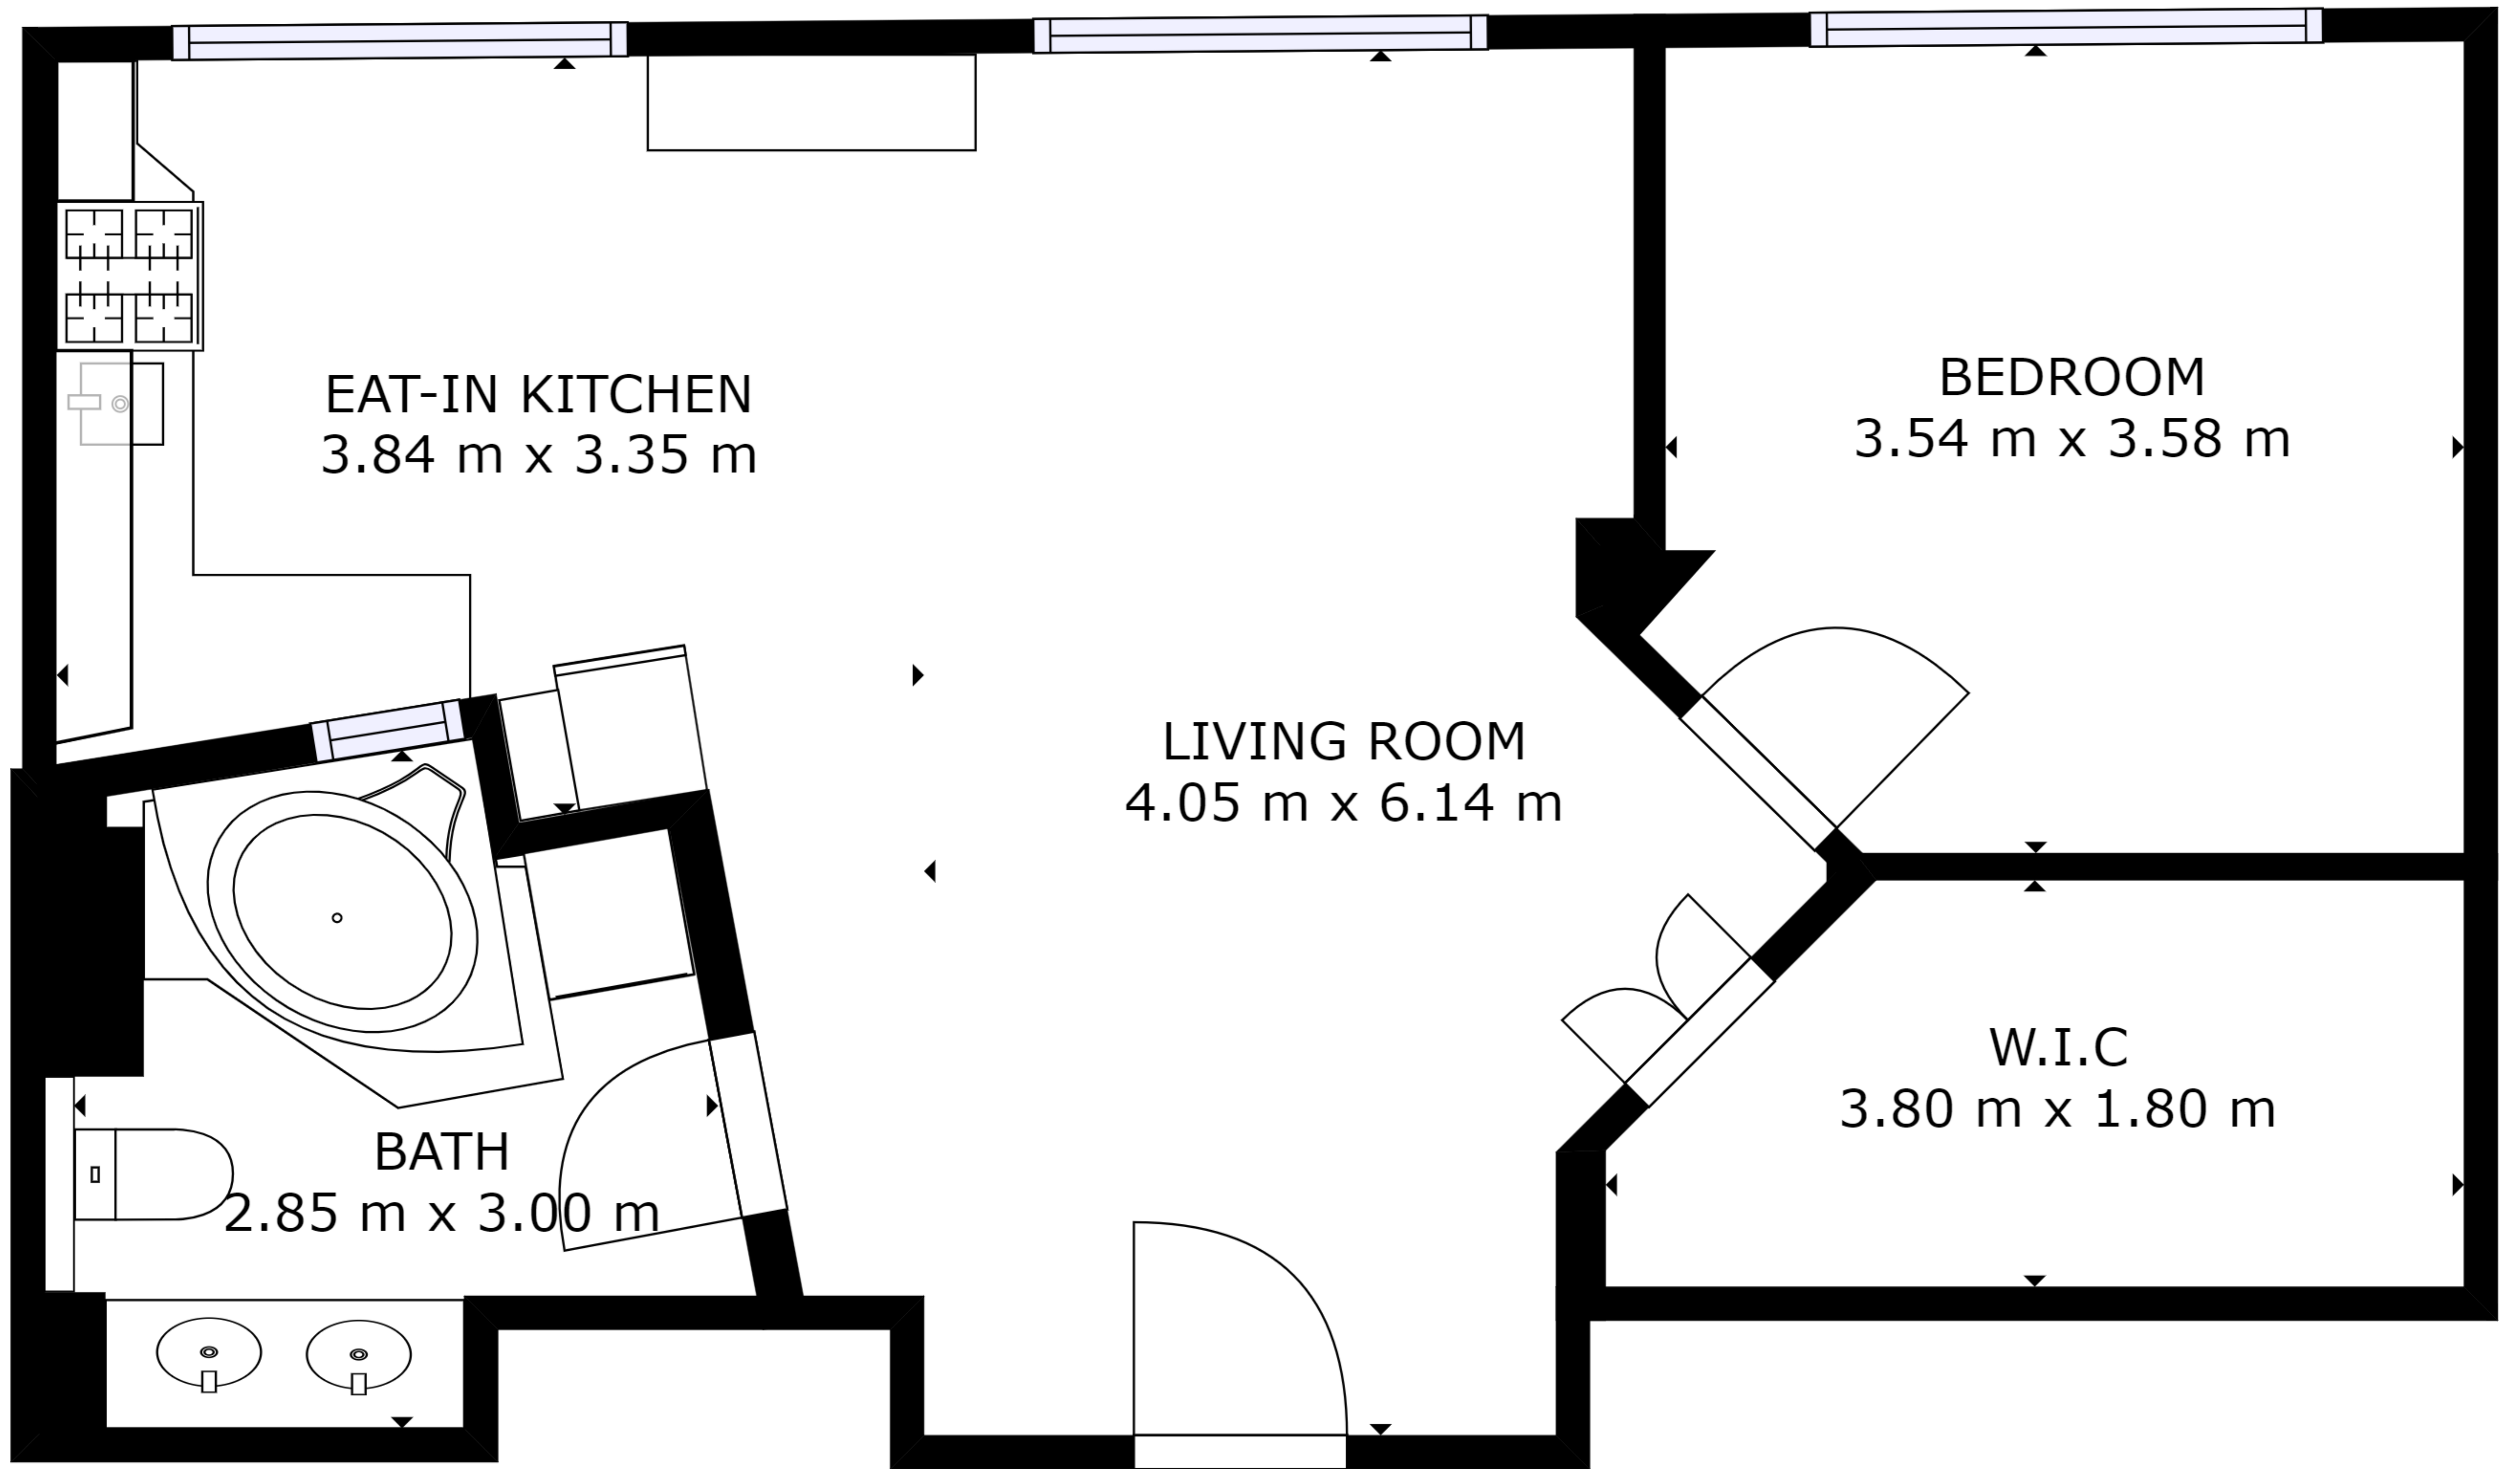 EAT-IN KITCHEN
3.84 m x 3.35 m
BEDROOM
3.54 m x 3.58 m
LIVING ROOM
4.05 m x 6.14 m
W.I.C
3.80 m x 1.80 m
BATH
2.85 m x 3.00 m